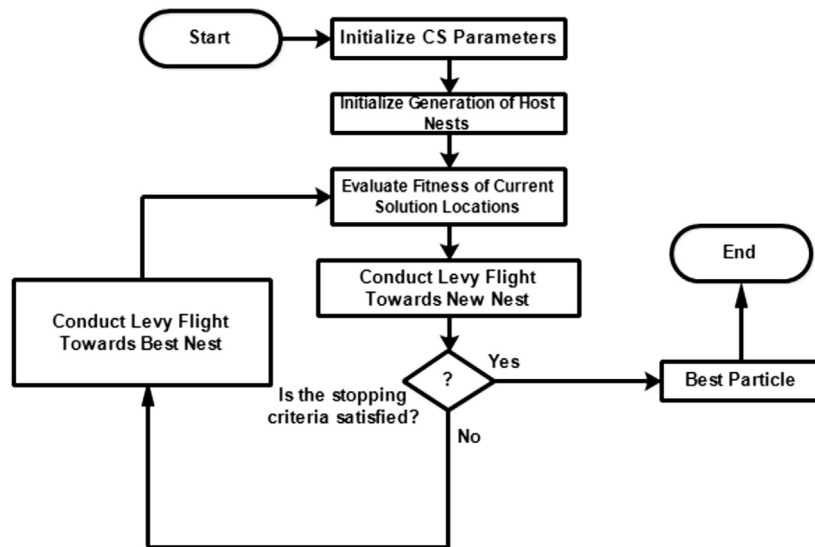 Start
Initialize CS Parameters
Initialize Generation of Host
Nests
Evaluate Fitness of Current
Solution Locations
Conduct Levy Flight
Towards New Nest
End
Conduct Levy Flight
Towards Best Nest
?
Yes
Best Particle
Is the stopping
criteria satisfied?
No